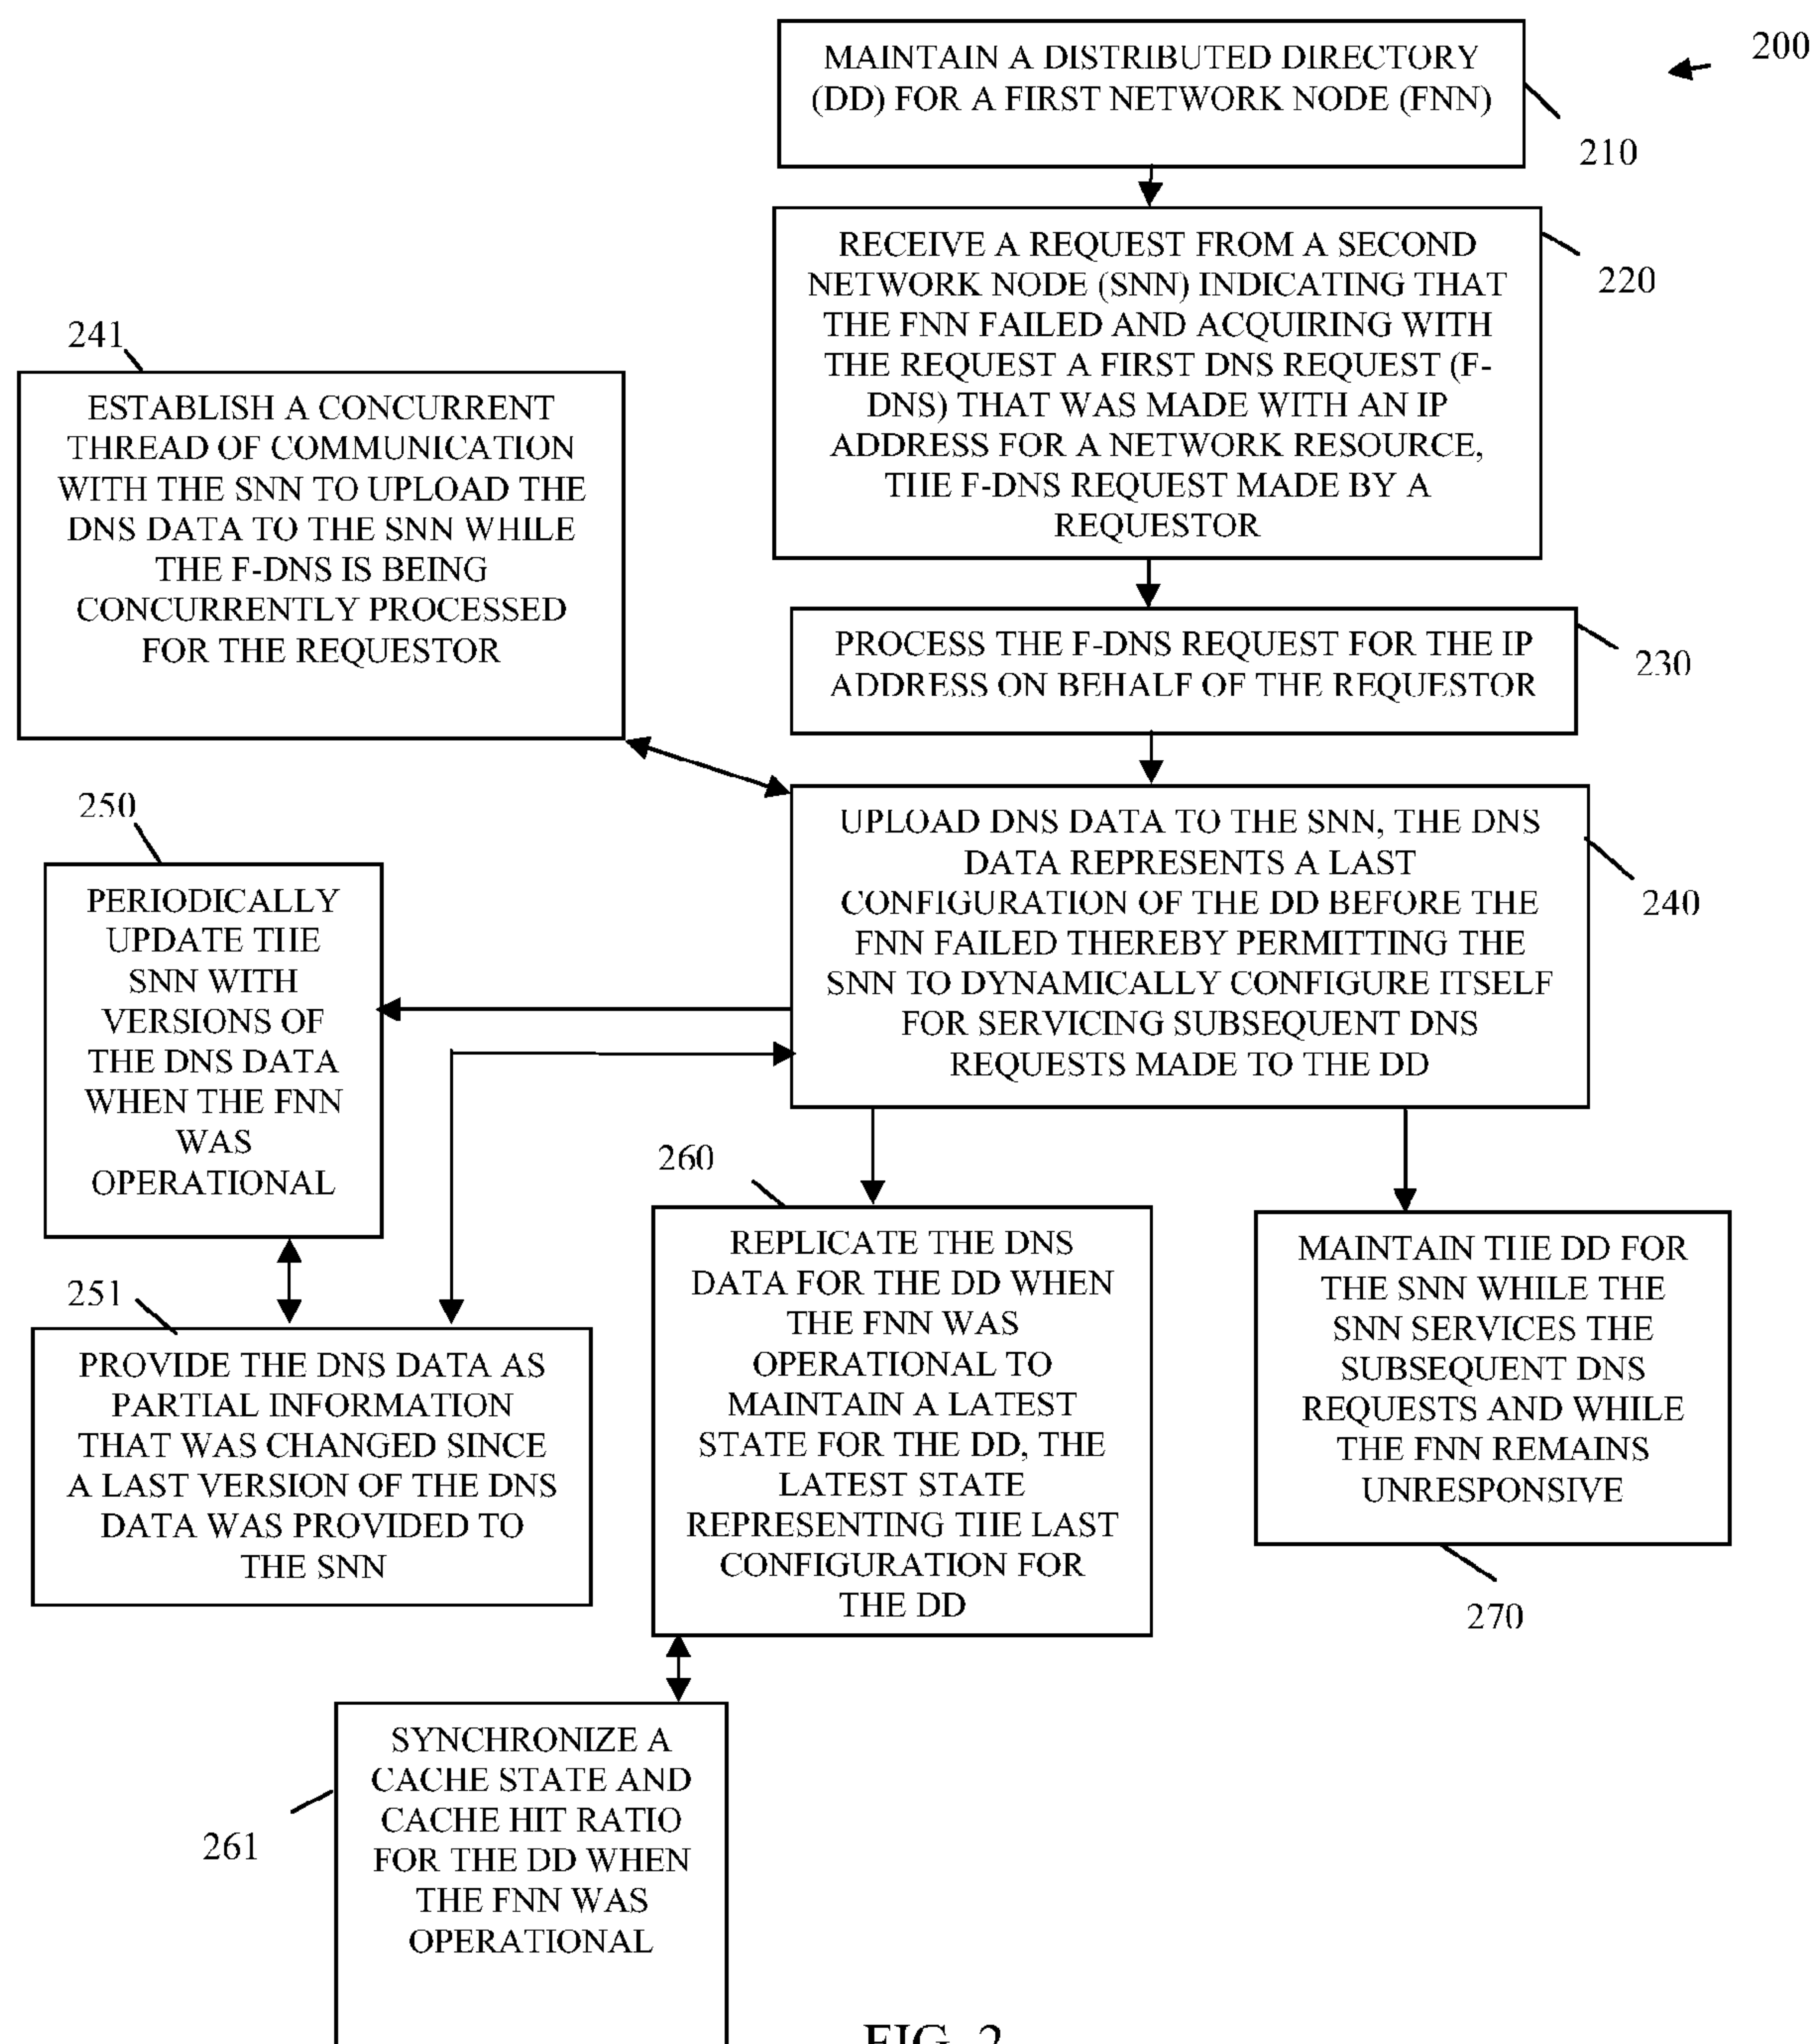 200
MAINTAIN A DISTRIBUTED DIRECTORY
(DD) FOR A FIRST NETWORK NODE (FNN)
210
RECEIVE A REQUEST FROM A SECOND
NETWORK NODE (SNN) INDICATING THAT
THE FNN FAILED AND ACQUIRING WITH
THE REQUEST A FIRST DNS REQUEST (F-
DNS) THAT WAS MADE WITH AN IP
ADDRESS FOR A NETWORK RESOURCE,
THE F-DNS REQUEST MADE BY A
REQUESTOR
220
241
ESTABLISH A CONCURRENT
THREAD OF COMMUNICATION
WITH THE SNN TO UPLOAD THE
DNS DATA TO THE SNN WHILE
THE F-DNS IS BEING
CONCURRENTLY PROCESSED
FOR THE REQUESTOR
PROCESS THE F-DNS REQUEST FOR THE IP
ADDRESS ON BEHALF OF THE REQUESTOR
230
UPLOAD DNS DATA TO THE SNN, THE DNS
DATA REPRESENTS A LAST
CONFIGURATION OF THE DD BEFORE THE
FNN FAILED THEREBY PERMITTING THE
SNN TO DYNAMICALLY CONFIGURE ITSELF
FOR SERVICING SUBSEQUENT DNS
REQUESTS MADE TO THE DD
240
250
PERIODICALLY
UPDATE THE
SNN WITH
VERSIONS OF
THE DNS DATA
WHEN THE FNN
WAS
OPERATIONAL
251
PROVIDE THE DNS DATA AS
PARTIAL INFORMATION
THAT WAS CHANGED SINCE
A LAST VERSION OF THE DNS
DATA WAS PROVIDED TO
THE SNN
260
REPLICATE THE DNS
DATA FOR THE DD WHEN
THE FNN WAS
OPERATIONAL TO
MAINTAIN A LATEST
STATE FOR THE DD, THE
LATEST STATE
REPRESENTING THE LAST
CONFIGURATION FOR
THE DD
MAINTAIN THE DD FOR
THE SNN WHILE THE
SNN SERVICES THE
SUBSEQUENT DNS
REQUESTS AND WHILE
THE FNN REMAINS
UNRESPONSIVE
270
SYNCHRONIZE A
CACHE STATE AND
CACHE HIT RATIO
FOR THE DD WHEN
THE FNN WAS
OPERATIONAL
261
FIG. 2